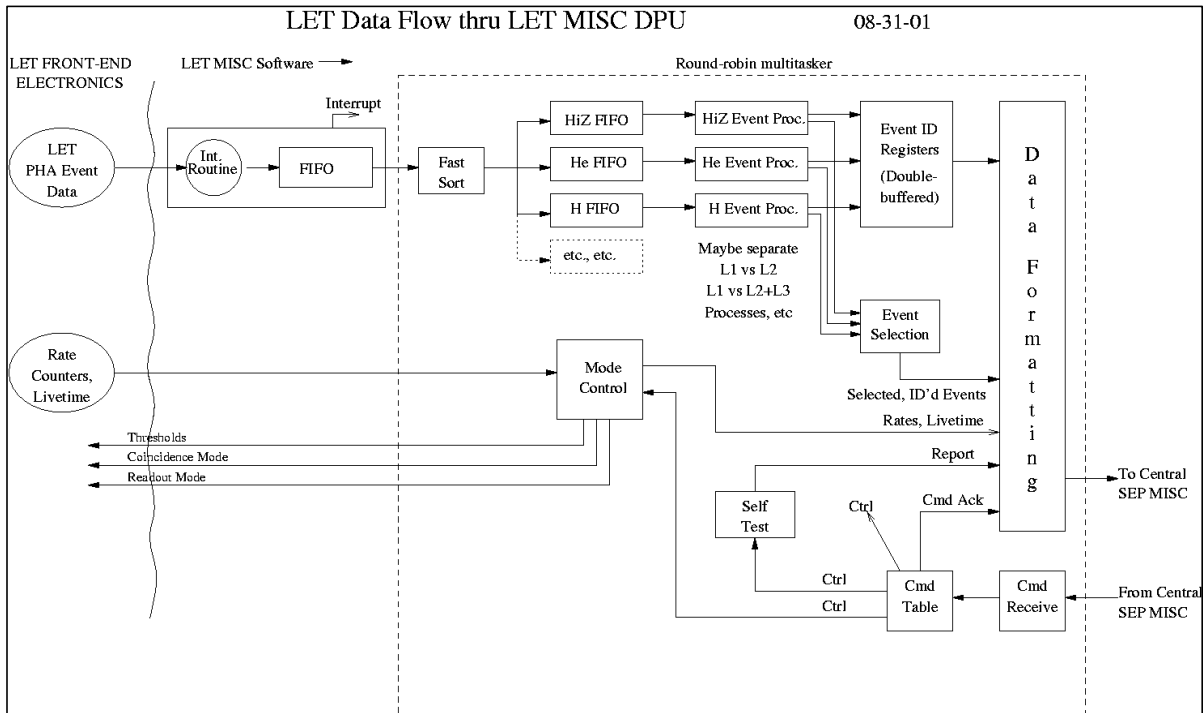 LET Data Flow thru LET MISC DPU 08-31-01
LET FRONT-END
ELECTRONICS
LET MISC Software
Round-robin multitasker
Interrupt
LET
PHA Event
Data
Int.
Routine
FIFO
Fast
Sort
HiZ FIFO
He FIFO
H FIFO
etc., etc.
HiZ Event Proc.
He Event Proc.
H Event Proc.
Maybe separate
L1 vs L2
L1 vs L2+L3
Processes, etc
Event ID
Registers
(Double-
buffered)
Event
Selection
Data Formatting
Rate
Counters,
Livetime
Mode
Control
Selected, ID'd Events
Rates, Livetime
Thresholds
Coincidence Mode
Readout Mode
Report
Self
Test
Ctrl
Cmd Ack
To Central
SEP MISC
Ctrl
Ctrl
Cmd
Table
Cmd
Receive
From Central
SEP MISC